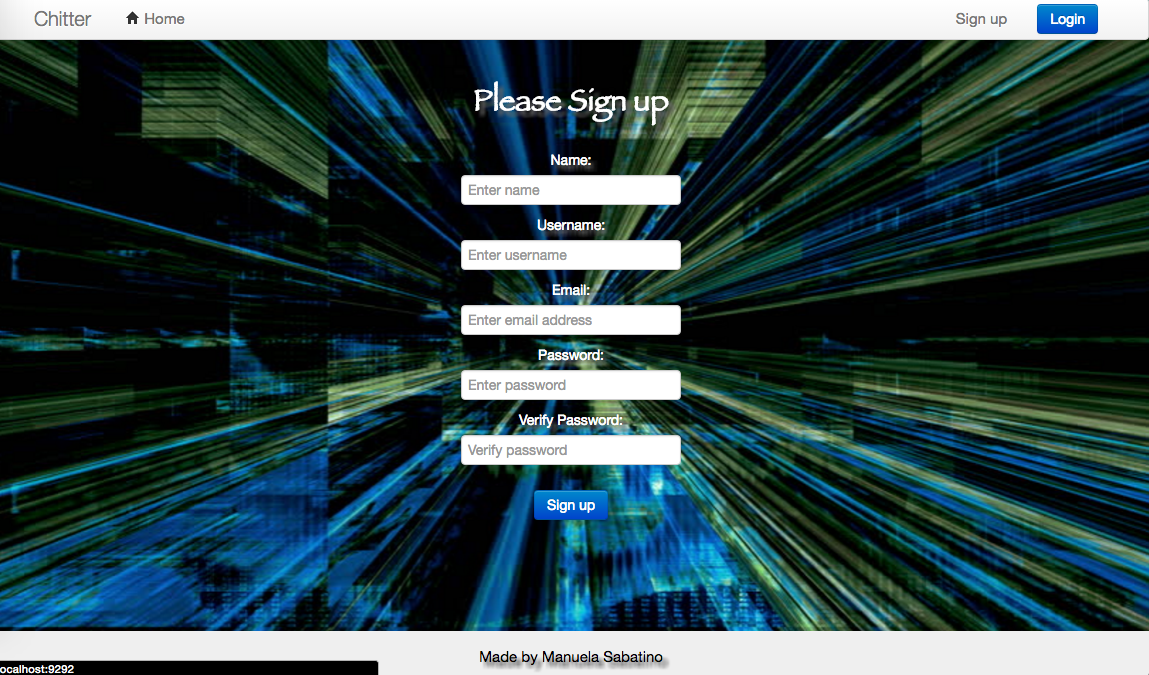 Chitter Home Sign up Login
Please Sign up
Name:
Enter name
Username:
Enter username
Email:
Enter email address
Password:
Enter password
Verify Password:
Verify password
Sign up
Made by Manuela Sabatino
ocalhost:9292